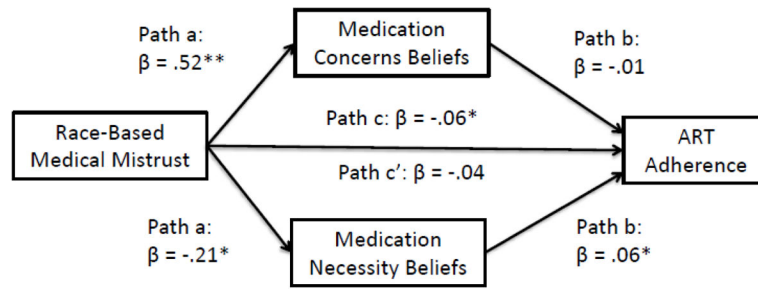 Path a:
β = .52**
Medication
Concerns Beliefs
Path b:
β = -.01
Race-Based
Medical Mistrust
Path c: β = -.06*
Path c’: β = -.04
ART
Adherence
Path a:
β = -.21*
Medication
Necessity Beliefs
Path b:
β = .06*